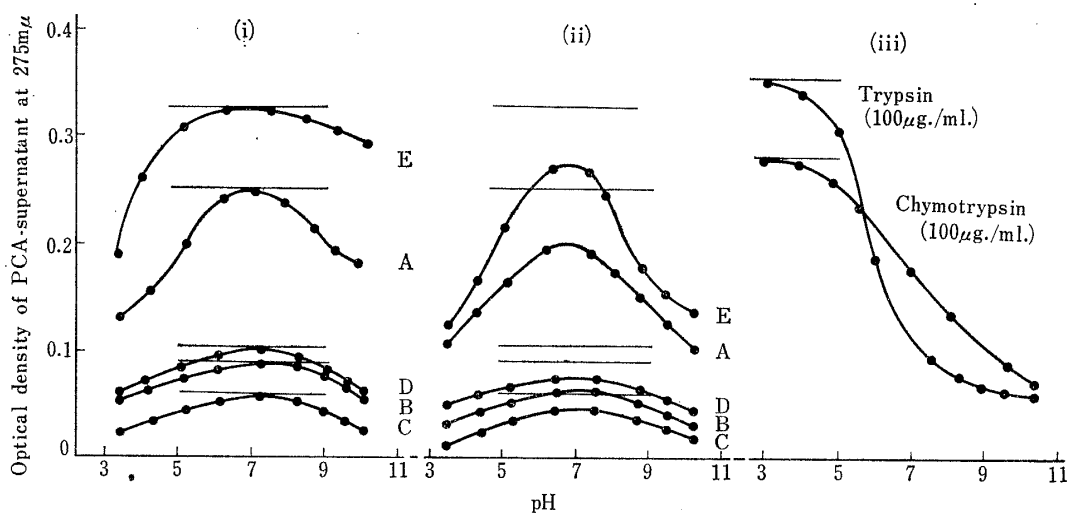 Optical density of PCA-supernatant at 275mμ
0.4
0.3
0.2
0.1
0
(i)
E
A
D
B
C
3 5 7 9 11
(ii)
E
A
D
B
C
3 5 7 9 11
(iii)
Trypsin
(100μg./ml.)
Chymotrypsin
(100μg./ml.)
3 5 7 9 11
pH